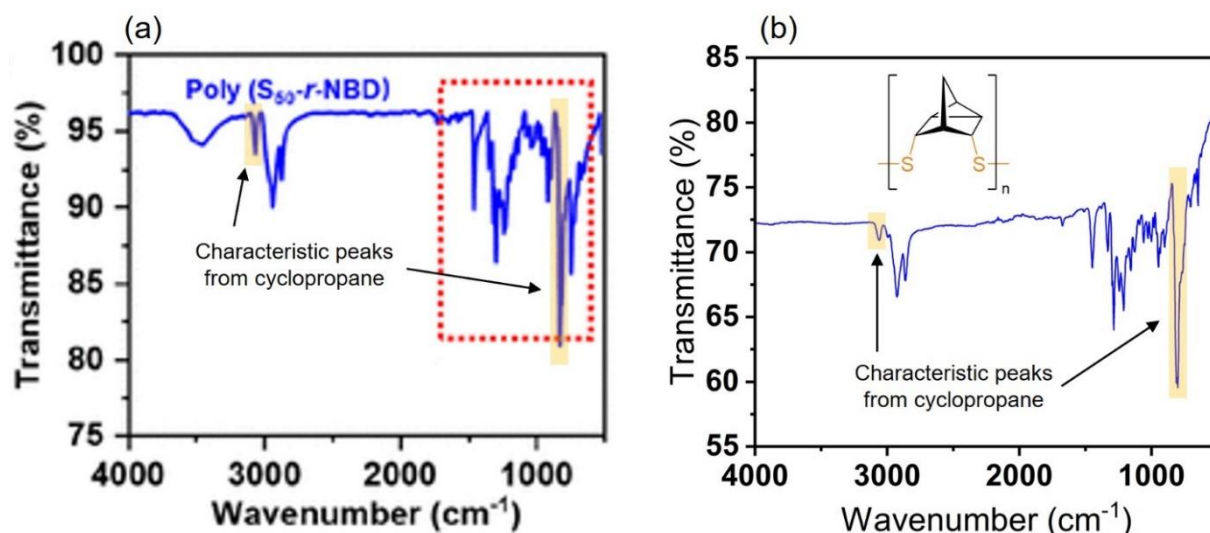 (a)
100
95
90
85
80
75
Transmittance (%)
Poly (S₅₀-r-NBD)
Characteristic peaks
from cyclopropane
4000
3000
2000
1000
Wavenumber (cm⁻¹)
(b)
85
80
75
72
65
60
55
Transmittance (%)
S
S
n
Characteristic peaks
from cyclopropane
4000
3000
2000
1000
Wavenumber (cm⁻¹)